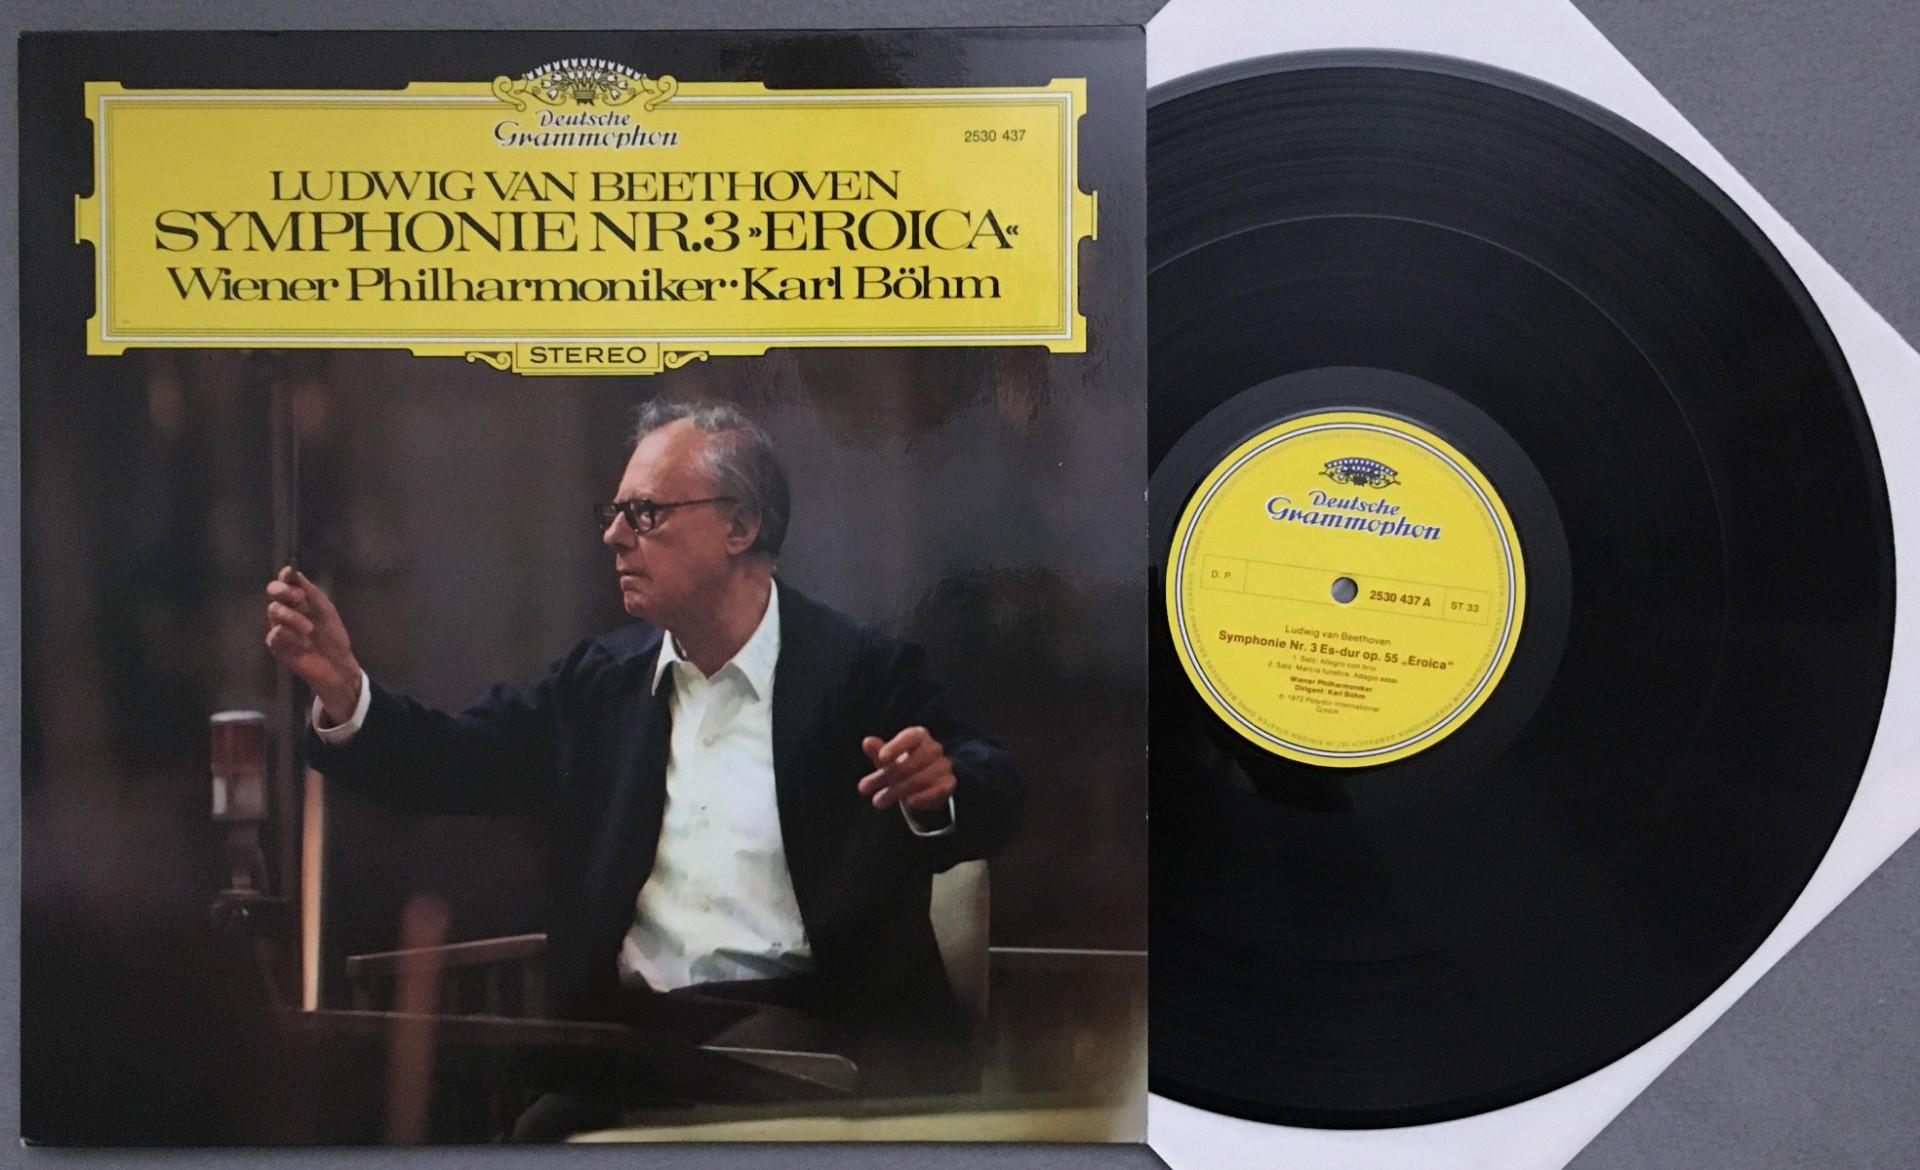 Deutsche
Grammophon
2530 437
LUDWIG VAN BEETHOVEN
SYMPHONIE NR.3 »EROICA«
Wiener Philharmoniker·Karl Böhm
STEREO
Deutsche
Grammophon
D. P.
2530 437 A
ST 33
Ludwig van Beethoven
Symphonie Nr. 3 Es-dur op. 55 „Eroica“
1. Satz: Allegro con brio
2. Satz: Marcia funebre. Adagio assai
Wiener Philharmoniker
Dirigent: Karl Böhm
℗ 1972 Polydor International
GmbH